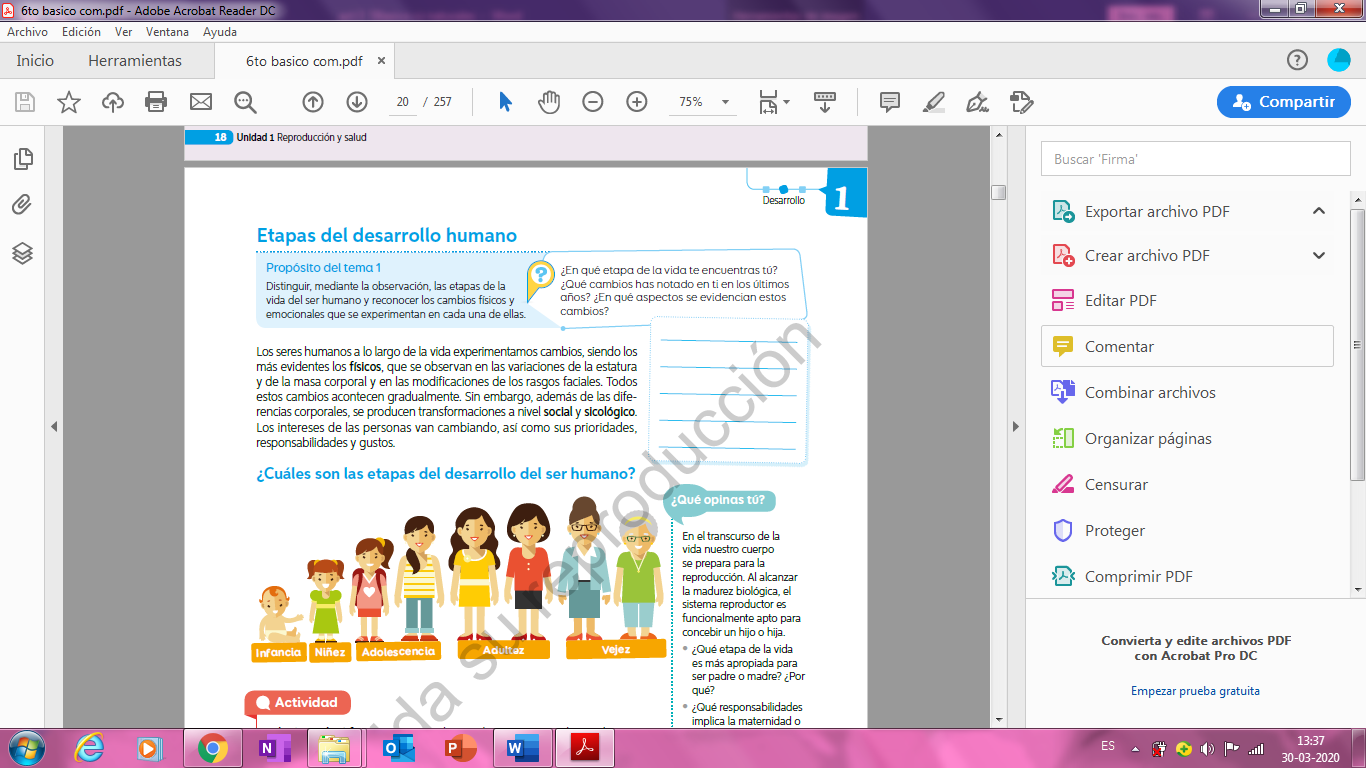 6to basico com.pdf - Adobe Acrobat Reader DC
Archivo Edición Ver Ventana Ayuda
Inicio Herramientas 6to basico com.pdf
20 / 257 75% Compartir
18 Unidad 1 Reproducción y salud
Desarrollo 1
Etapas del desarrollo humano
Propósito del tema 1
Distinguir, mediante la observación, las etapas de la
vida del ser humano y reconocer los cambios físicos y
emocionales que se experimentan en cada una de ellas.
?
¿En qué etapa de la vida te encuentras tú?
¿Qué cambios has notado en ti en los últimos
años? ¿En qué aspectos se evidencian estos
cambios?
Los seres humanos a lo largo de la vida experimentamos cambios, siendo los
más evidentes los físicos, que se observan en las variaciones de la estatura
y de la masa corporal y en las modificaciones de los rasgos faciales. Todos
estos cambios acontecen gradualmente. Sin embargo, además de las dife-
rencias corporales, se producen transformaciones a nivel social y sicológico.
Los intereses de las personas van cambiando, así como sus prioridades,
responsabilidades y gustos.
¿Cuáles son las etapas del desarrollo del ser humano?
Infancia Niñez Adolescencia Adultez Vejez
¿Qué opinas tú?
En el transcurso de la
vida nuestro cuerpo
se prepara para la
reproducción. Al alcanzar
la madurez biológica, el
sistema reproductor es
funcionalmente apto para
concebir un hijo o hija.
• ¿Qué etapa de la vida
es más apropiada para
ser padre o madre? ¿Por
qué?
• ¿Qué responsabilidades
implica la maternidad o
Actividad
da su reproducción
Buscar 'Firma'
Exportar archivo PDF
Crear archivo PDF
Editar PDF
Comentar
Combinar archivos
Organizar páginas
Censurar
Proteger
Comprimir PDF
Convierta y edite archivos PDF
con Acrobat Pro DC
Empezar prueba gratuita
ES 13:37
30-03-2020